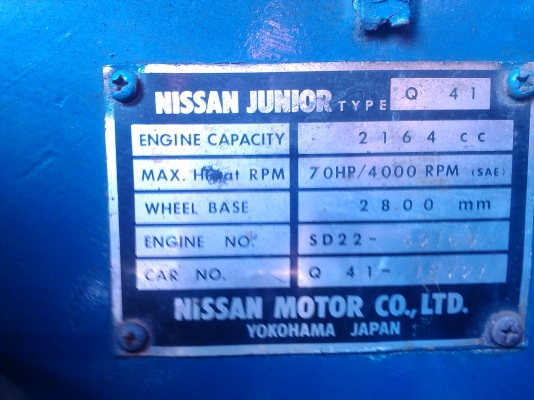 NISSAN JUNIOR TYPE Q 41
ENGINE CAPACITY 2164 cc
MAX. at RPM 70HP/4000 RPM (SAE)
WHEEL BASE 2800 mm
ENGINE NO. SD22-
CAR NO. Q 41-
NISSAN MOTOR CO., LTD.
YOKOHAMA JAPAN